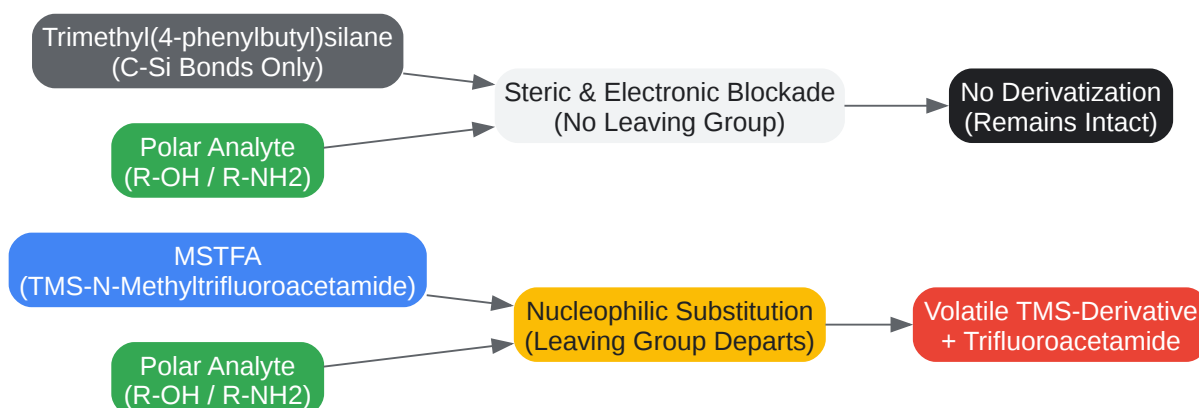 Trimethyl(4-phenylbutyl)silane
(C-Si Bonds Only)
Polar Analyte
(R-OH / R-NH2)
Steric & Electronic Blockade
(No Leaving Group)
No Derivatization
(Remains Intact)
MSTFA
(TMS-N-Methyltrifluoroacetamide)
Polar Analyte
(R-OH / R-NH2)
Nucleophilic Substitution
(Leaving Group Departs)
Volatile TMS-Derivative
+ Trifluoroacetamide